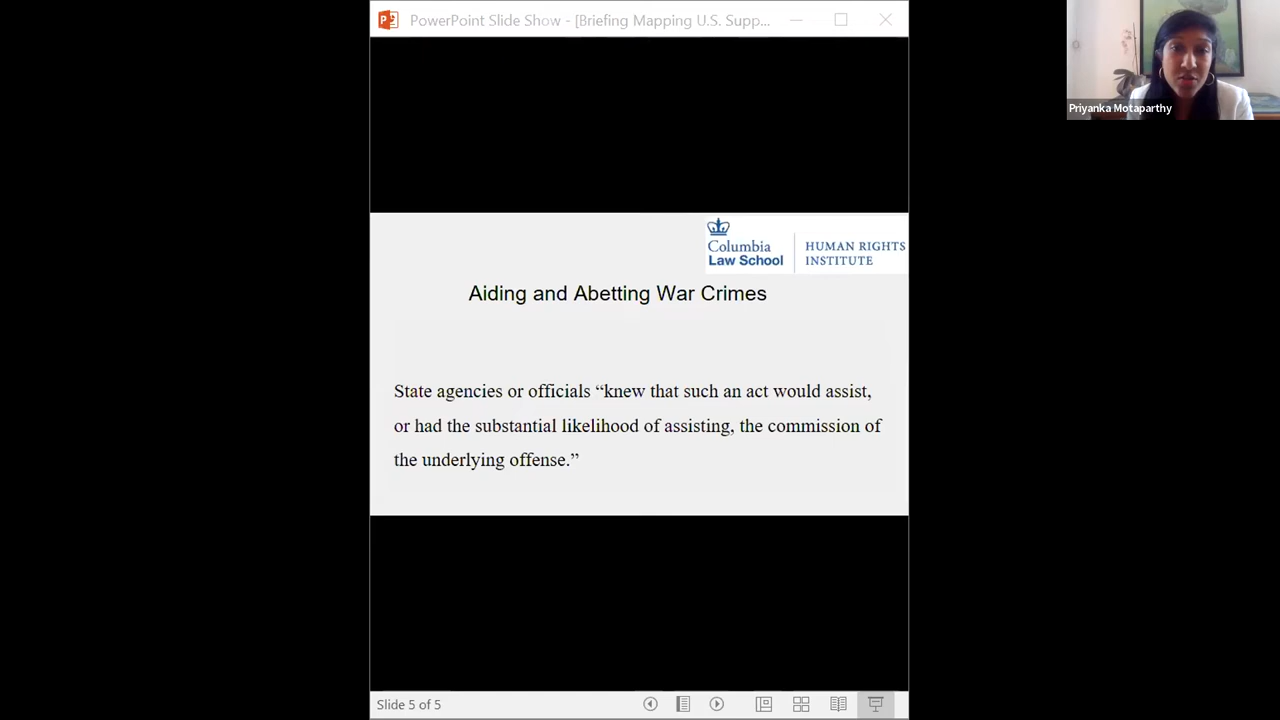 PowerPoint Slide Show - [Briefing Mapping U.S. Supp...
Priyanka Motaparthy
Columbia
Law School
HUMAN RIGHTS
INSTITUTE
Aiding and Abetting War Crimes
State agencies or officials “knew that such an act would assist,
or had the substantial likelihood of assisting, the commission of
the underlying offense.”
Slide 5 of 5